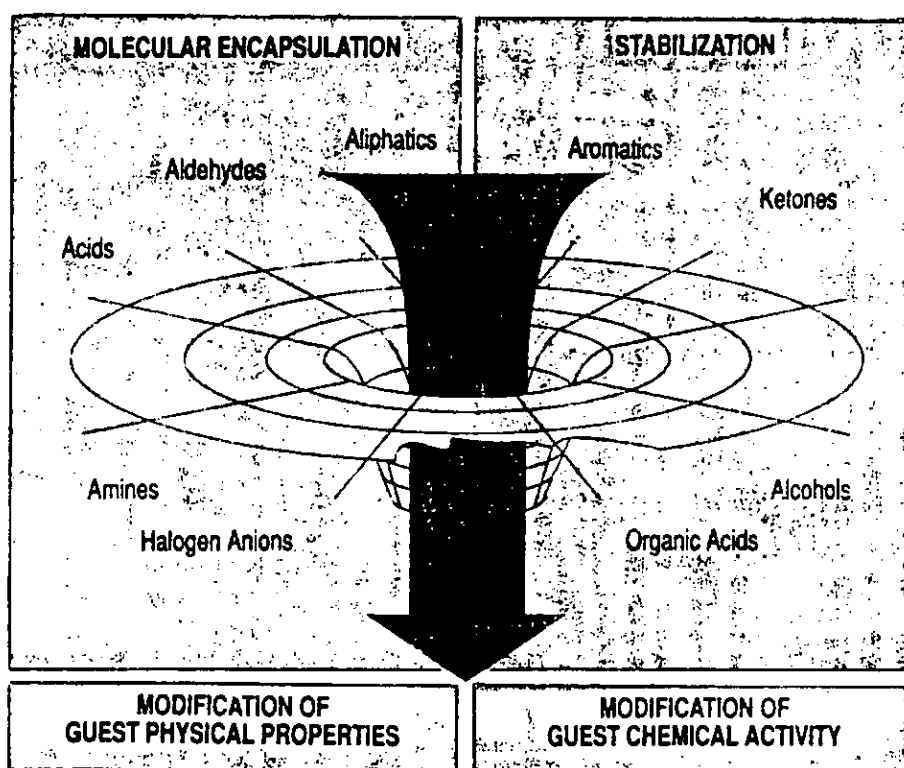 MOLECULAR ENCAPSULATION
STABILIZATION
Aliphatics
Aromatics
Aldehydes
Ketones
Acids
Amines
Alcohols
Halogen Anions
Organic Acids
MODIFICATION OF
GUEST PHYSICAL PROPERTIES
MODIFICATION OF
GUEST CHEMICAL ACTIVITY